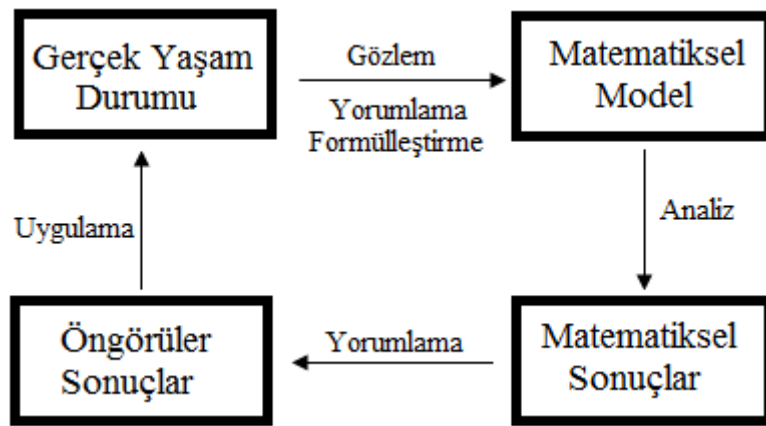 Gerçek Yaşam
Durumu
Gözlem
Yorumlama
Formülleştirme
Matematiksel
Model
Analiz
Matematiksel
Sonuçlar
Yorumlama
Öngörüler
Sonuçlar
Uygulama